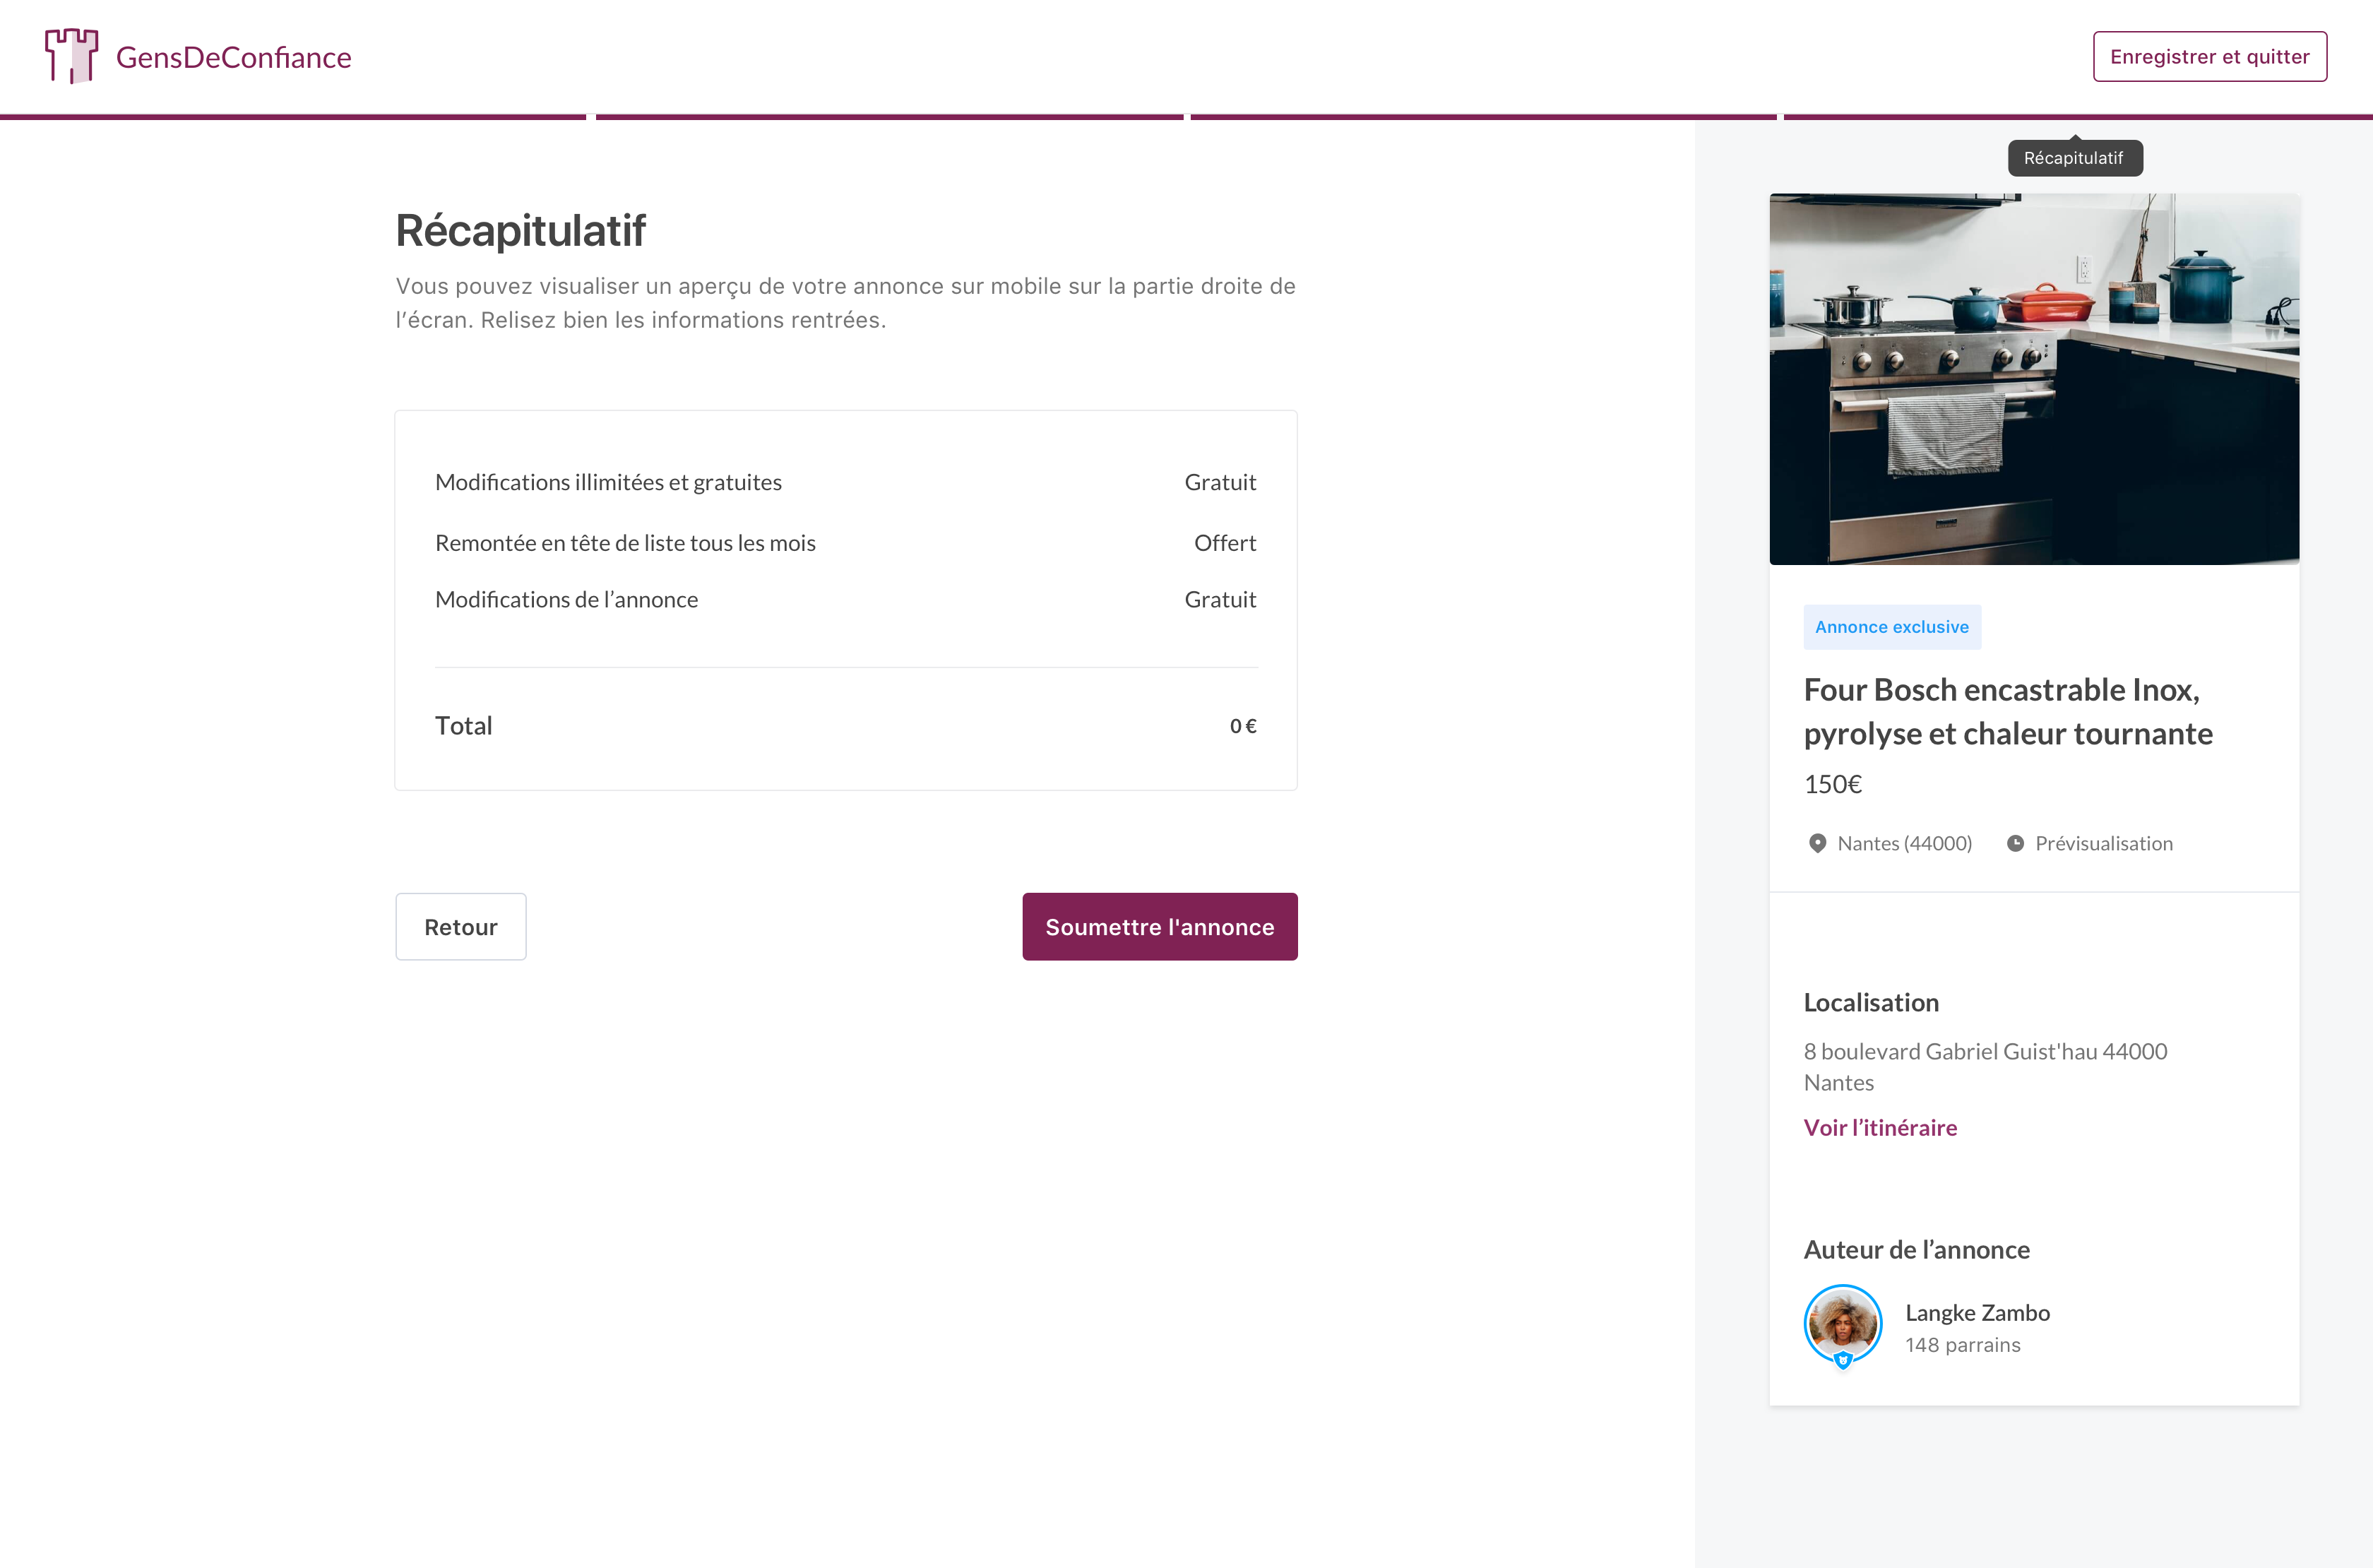 GensDeConfiance
Enregistrer et quitter
Récapitulatif
Récapitulatif
Vous pouvez visualiser un aperçu de votre annonce sur mobile sur la partie droite de
l’écran. Relisez bien les informations rentrées.
Modifications illimitées et gratuites Gratuit
Remontée en tête de liste tous les mois Offert
Modifications de l’annonce Gratuit
Total 0 €
Retour
Soumettre l'annonce
Annonce exclusive
Four Bosch encastrable Inox,
pyrolyse et chaleur tournante
150€
Nantes (44000) Prévisualisation
Localisation
8 boulevard Gabriel Guist'hau 44000
Nantes
Voir l’itinéraire
Auteur de l’annonce
Langke Zambo
148 parrains